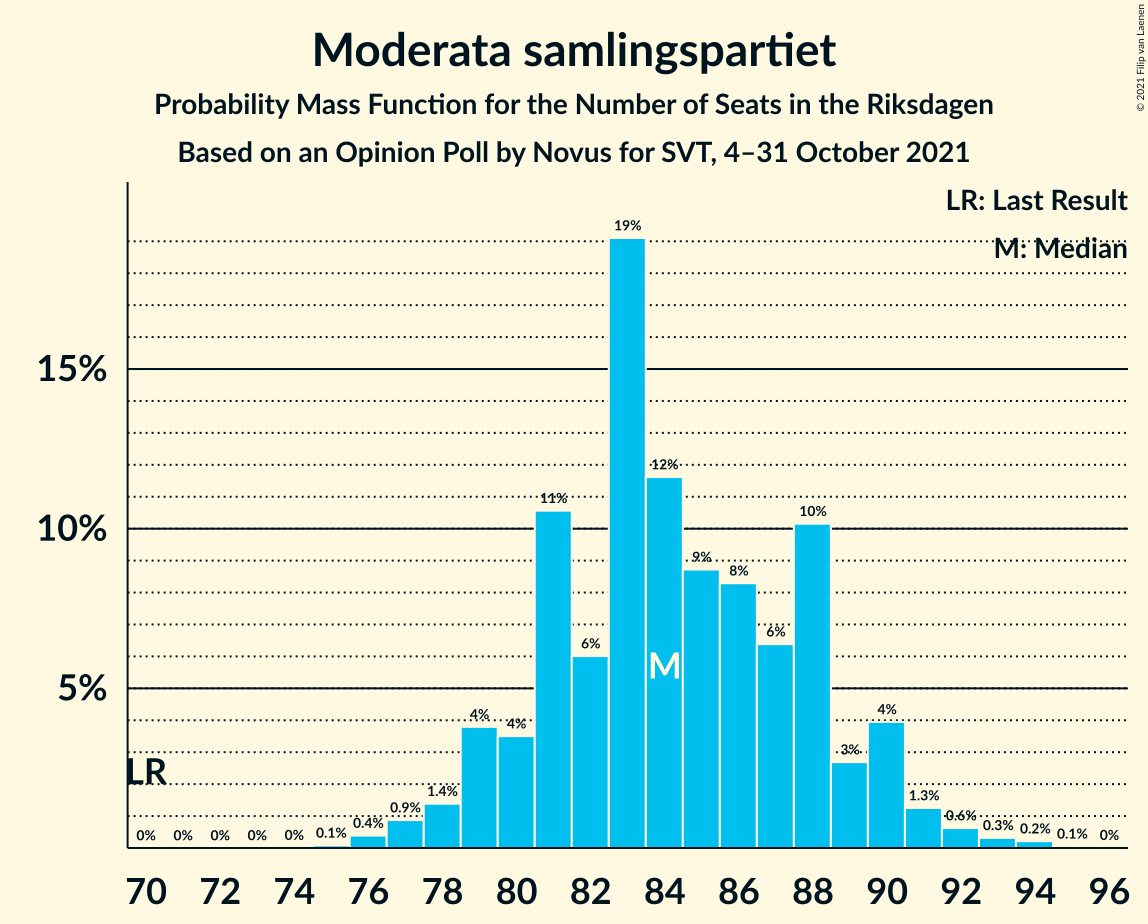 Moderata samlingspartiet
Probability Mass Function for the Number of Seats in the Riksdagen
Based on an Opinion Poll by Novus for SVT, 4–31 October 2021
© 2021 Filip van Laenen
LR: Last Result
M: Median
15%
10%
5%
LR
M
0% 0% 0% 0% 0% 0.1% 0.4% 0.9% 1.4% 4% 4% 11% 6% 19% 12% 9% 8% 6% 10% 3% 4% 1.3% 0.6% 0.3% 0.2% 0.1% 0%
70 72 74 76 78 80 82 84 86 88 90 92 94 96